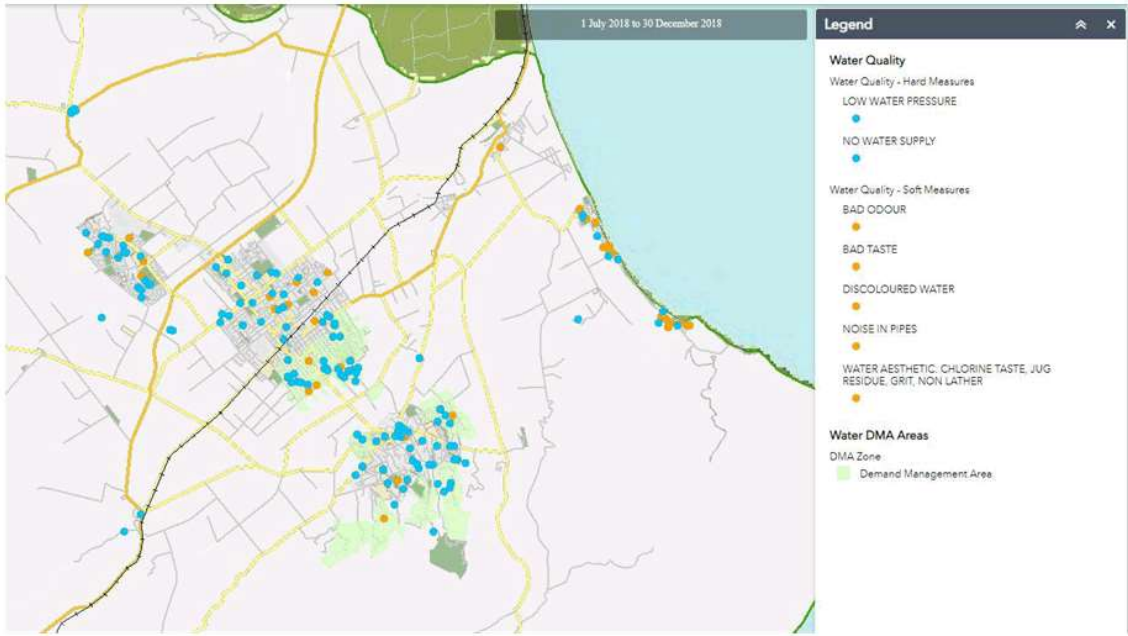 1 July 2018 to 30 December 2018
Legend
Water Quality
Water Quality - Hard Measures
LOW WATER PRESSURE
NO WATER SUPPLY
Water Quality - Soft Measures
BAD ODOUR
BAD TASTE
DISCOLOURED WATER
NOISE IN PIPES
WATER AESTHETIC, CHLORINE TASTE, JUG
RESIDUE, GRIT, NON LATHER
Water DMA Areas
DMA Zone
Demand Management Area